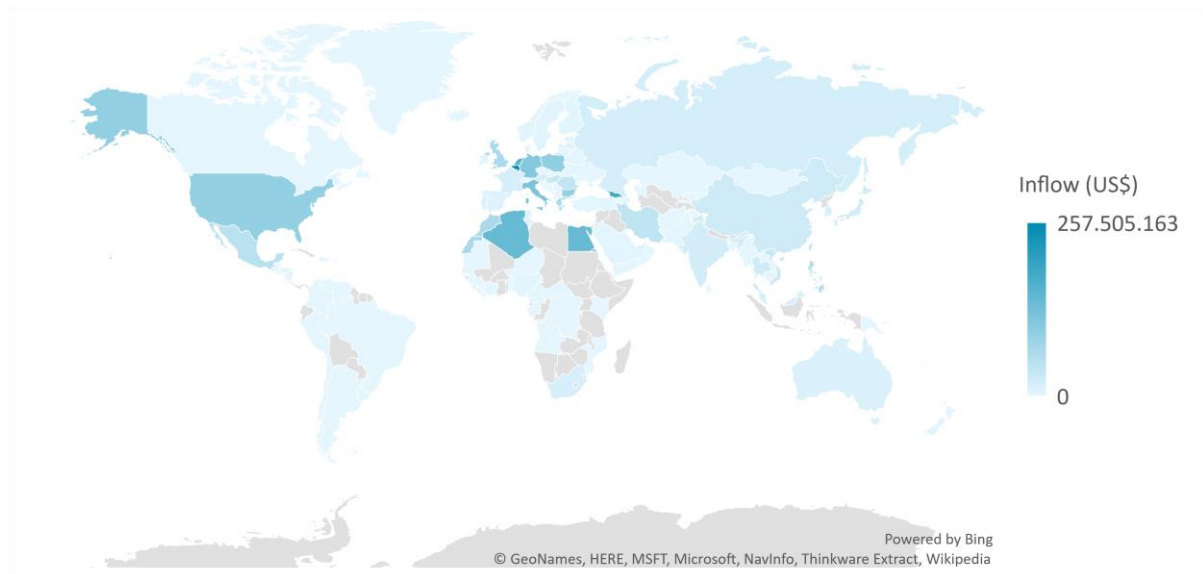 Inflow (US$)
257.505.163
0
Powered by Bing
© GeoNames, HERE, MSFT, Microsoft, NavInfo, Thinkware Extract, Wikipedia